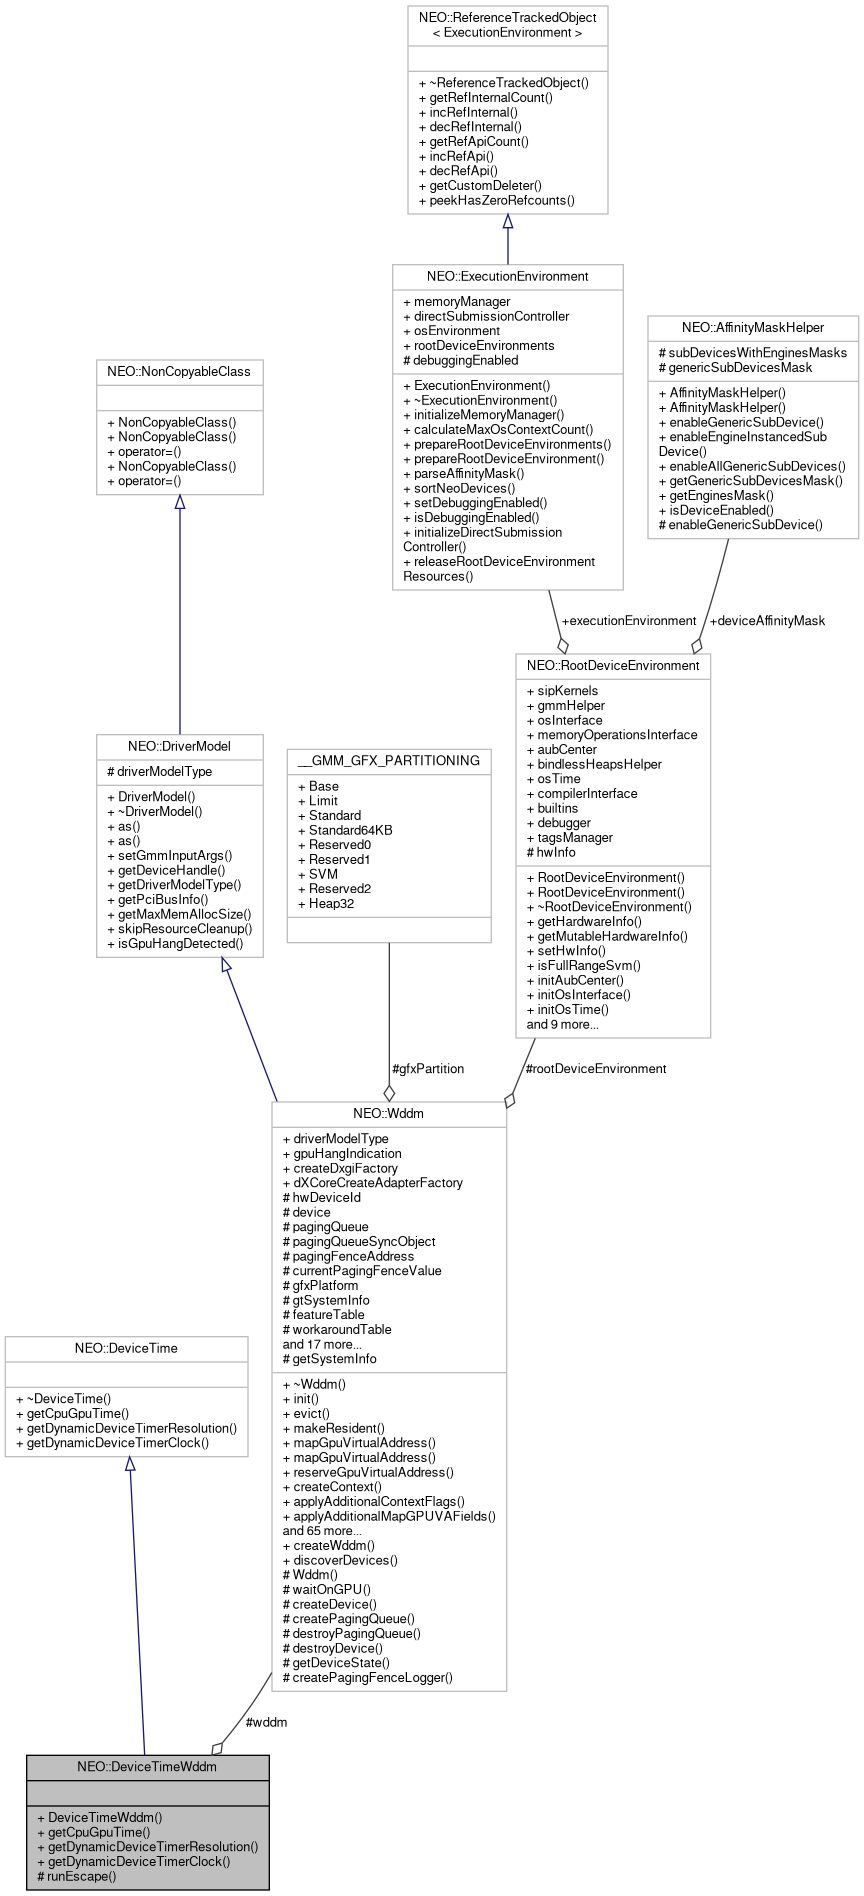 NEO::ReferenceTrackedObject
< ExecutionEnvironment >
+ ~ReferenceTrackedObject()
+ getRefInternalCount()
+ incRefInternal()
+ decRefInternal()
+ getRefApiCount()
+ incRefApi()
+ decRefApi()
+ getCustomDeleter()
+ peekHasZeroRefcounts()
NEO::ExecutionEnvironment
+ memoryManager
+ directSubmissionController
+ osEnvironment
+ rootDeviceEnvironments
# debuggingEnabled
+ ExecutionEnvironment()
+ ~ExecutionEnvironment()
+ initializeMemoryManager()
+ calculateMaxOsContextCount()
+ prepareRootDeviceEnvironments()
+ prepareRootDeviceEnvironment()
+ parseAffinityMask()
+ sortNeoDevices()
+ setDebuggingEnabled()
+ isDebuggingEnabled()
+ initializeDirectSubmission
Controller()
+ releaseRootDeviceEnvironment
Resources()
NEO::AffinityMaskHelper
# subDevicesWithEnginesMasks
# genericSubDevicesMask
+ AffinityMaskHelper()
+ AffinityMaskHelper()
+ enableGenericSubDevice()
+ enableEngineInstancedSub
Device()
+ enableAllGenericSubDevices()
+ getGenericSubDevicesMask()
+ getEnginesMask()
+ isDeviceEnabled()
# enableGenericSubDevice()
NEO::NonCopyableClass
+ NonCopyableClass()
+ NonCopyableClass()
+ operator=()
+ NonCopyableClass()
+ operator=()
+executionEnvironment
+deviceAffinityMask
NEO::RootDeviceEnvironment
+ sipKernels
+ gmmHelper
+ osInterface
+ memoryOperationsInterface
+ aubCenter
+ bindlessHeapsHelper
+ osTime
+ compilerInterface
+ builtins
+ debugger
+ tagsManager
# hwInfo
+ RootDeviceEnvironment()
+ RootDeviceEnvironment()
+ ~RootDeviceEnvironment()
+ getHardwareInfo()
+ getMutableHardwareInfo()
+ setHwInfo()
+ isFullRangeSvm()
+ initAubCenter()
+ initOsInterface()
+ initOsTime()
and 9 more...
NEO::DriverModel
# driverModelType
+ DriverModel()
+ ~DriverModel()
+ as()
+ as()
+ setGmmInputArgs()
+ getDeviceHandle()
+ getDriverModelType()
+ getPciBusInfo()
+ getMaxMemAllocSize()
+ skipResourceCleanup()
+ isGpuHangDetected()
__GMM_GFX_PARTITIONING
+ Base
+ Limit
+ Standard
+ Standard64KB
+ Reserved0
+ Reserved1
+ SVM
+ Reserved2
+ Heap32
#gfxPartition
#rootDeviceEnvironment
NEO::Wddm
+ driverModelType
+ gpuHangIndication
+ createDxgiFactory
+ dXCoreCreateAdapterFactory
# hwDeviceId
# device
# pagingQueue
# pagingQueueSyncObject
# pagingFenceAddress
# currentPagingFenceValue
# gfxPlatform
# gtSystemInfo
# featureTable
# workaroundTable
and 17 more...
# getSystemInfo
+ ~Wddm()
+ init()
+ evict()
+ makeResident()
+ mapGpuVirtualAddress()
+ mapGpuVirtualAddress()
+ reserveGpuVirtualAddress()
+ createContext()
+ applyAdditionalContextFlags()
+ applyAdditionalMapGPUVAFields()
and 65 more...
+ createWddm()
+ discoverDevices()
# Wddm()
# waitOnGPU()
# createDevice()
# createPagingQueue()
# destroyPagingQueue()
# destroyDevice()
# getDeviceState()
# createPagingFenceLogger()
NEO::DeviceTime
+ ~DeviceTime()
+ getCpuGpuTime()
+ getDynamicDeviceTimerResolution()
+ getDynamicDeviceTimerClock()
#wddm
NEO::DeviceTimeWddm
+ DeviceTimeWddm()
+ getCpuGpuTime()
+ getDynamicDeviceTimerResolution()
+ getDynamicDeviceTimerClock()
# runEscape()